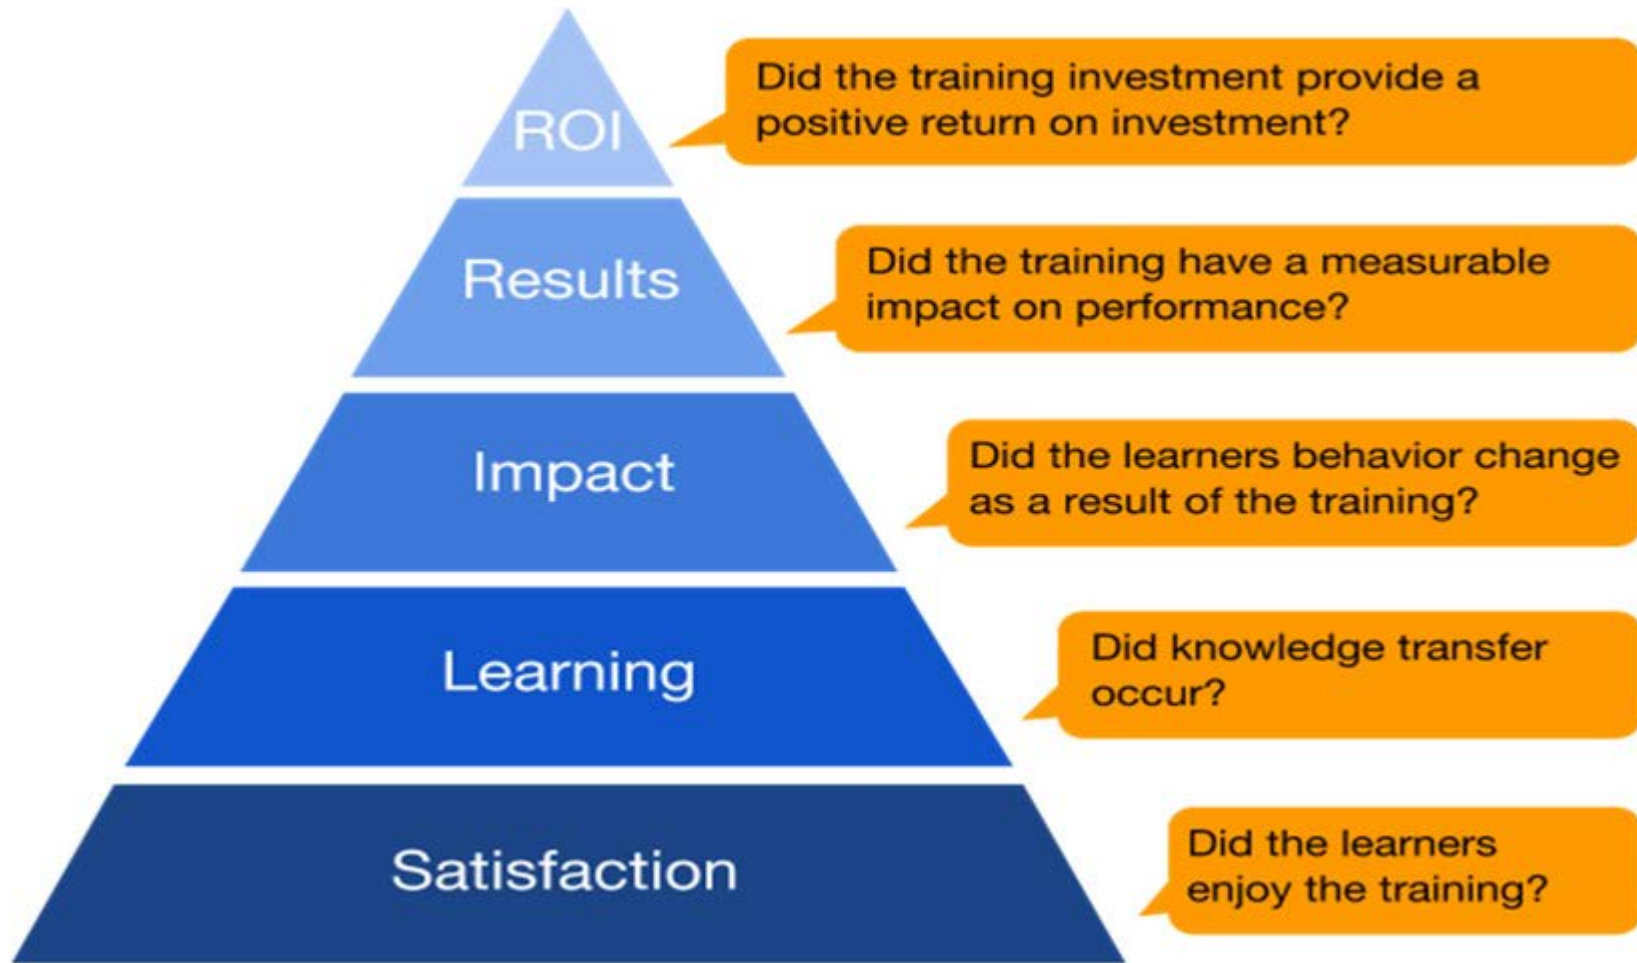 ROI
Did the training investment provide a
positive return on investment?
Results
Did the training have a measurable
impact on performance?
Impact
Did the learners behavior change
as a result of the training?
Learning
Did knowledge transfer
occur?
Satisfaction
Did the learners
enjoy the training?